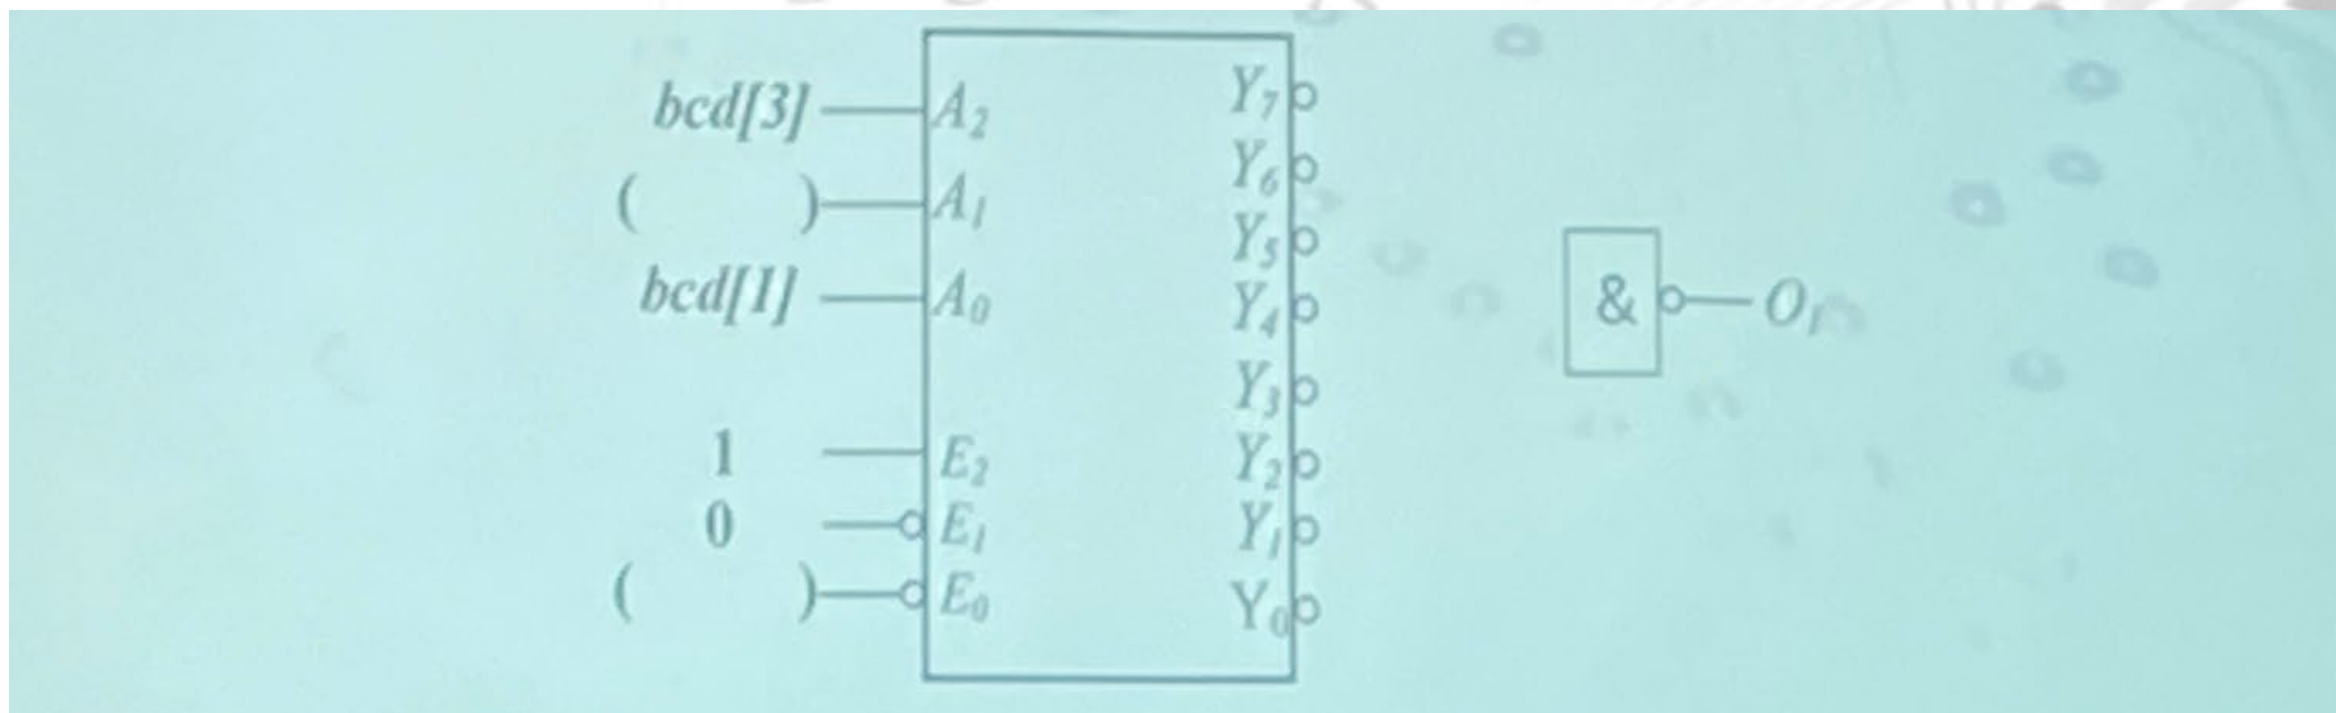 bcd[3] A2 Y7
( ) A1 Y6
Y5
bcd[1] A0 Y4 & O1
Y3
1 E2 Y2
0 E1 Y1
( ) E0 Y0